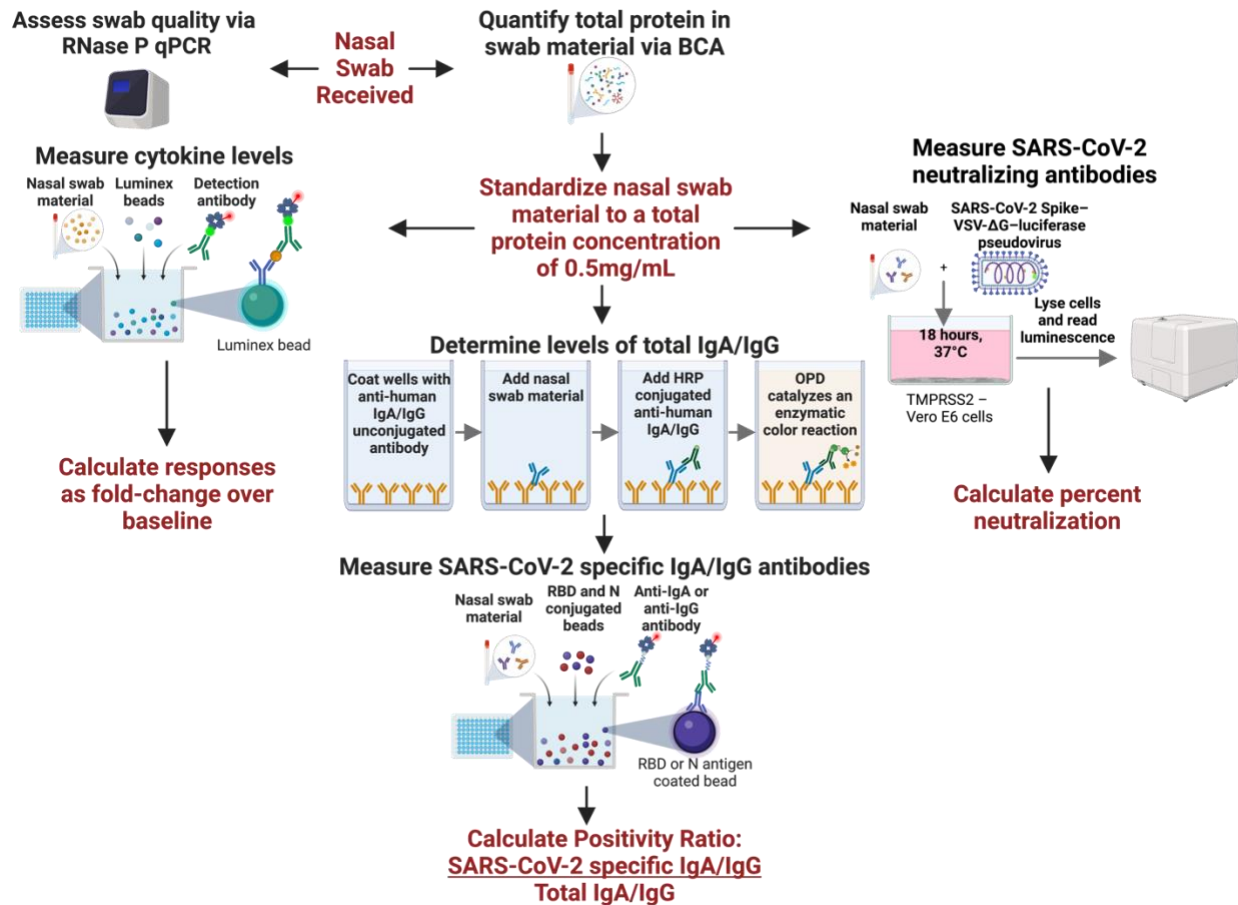 Assess swab quality via
RNase P qPCR
Nasal
Swab
Received
Quantify total protein in
swab material via BCA
Measure cytokine levels
Nasal swab
material
Luminex
beads
Detection
antibody
Luminex bead
Calculate responses
as fold-change over
baseline
Standardize nasal swab
material to a total
protein concentration
of 0.5mg/mL
Measure SARS-CoV-2
neutralizing antibodies
Nasal swab
material
+
SARS-CoV-2 Spike–
VSV-ΔG–luciferase
pseudovirus
18 hours,
37°C
Lyse cells
and read
luminescence
TMPRSS2 –
Vero E6 cells
Calculate percent
neutralization
Determine levels of total IgA/IgG
Coat wells with
anti-human
IgA/IgG
unconjugated
antibody
Add nasal
swab material
Add HRP
conjugated
anti-human
IgA/IgG
OPD
catalyzes an
enzymatic
color reaction
Measure SARS-CoV-2 specific IgA/IgG antibodies
Nasal swab
material
RBD and N
conjugated
beads
Anti-IgA or
anti-IgG
antibody
RBD or N antigen
coated bead
Calculate Positivity Ratio:
SARS-CoV-2 specific IgA/IgG
Total IgA/IgG